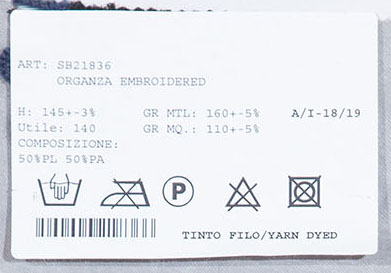 ART: SB21836
ORGANZA EMBROIDERED
H: 145+-3% GR MTL: 160+-5% A/I-18/19
Utile: 140 GR MQ.: 110+-5%
COMPOSIZIONE:
50%PL 50%PA
P
TINTO FILO/YARN DYED